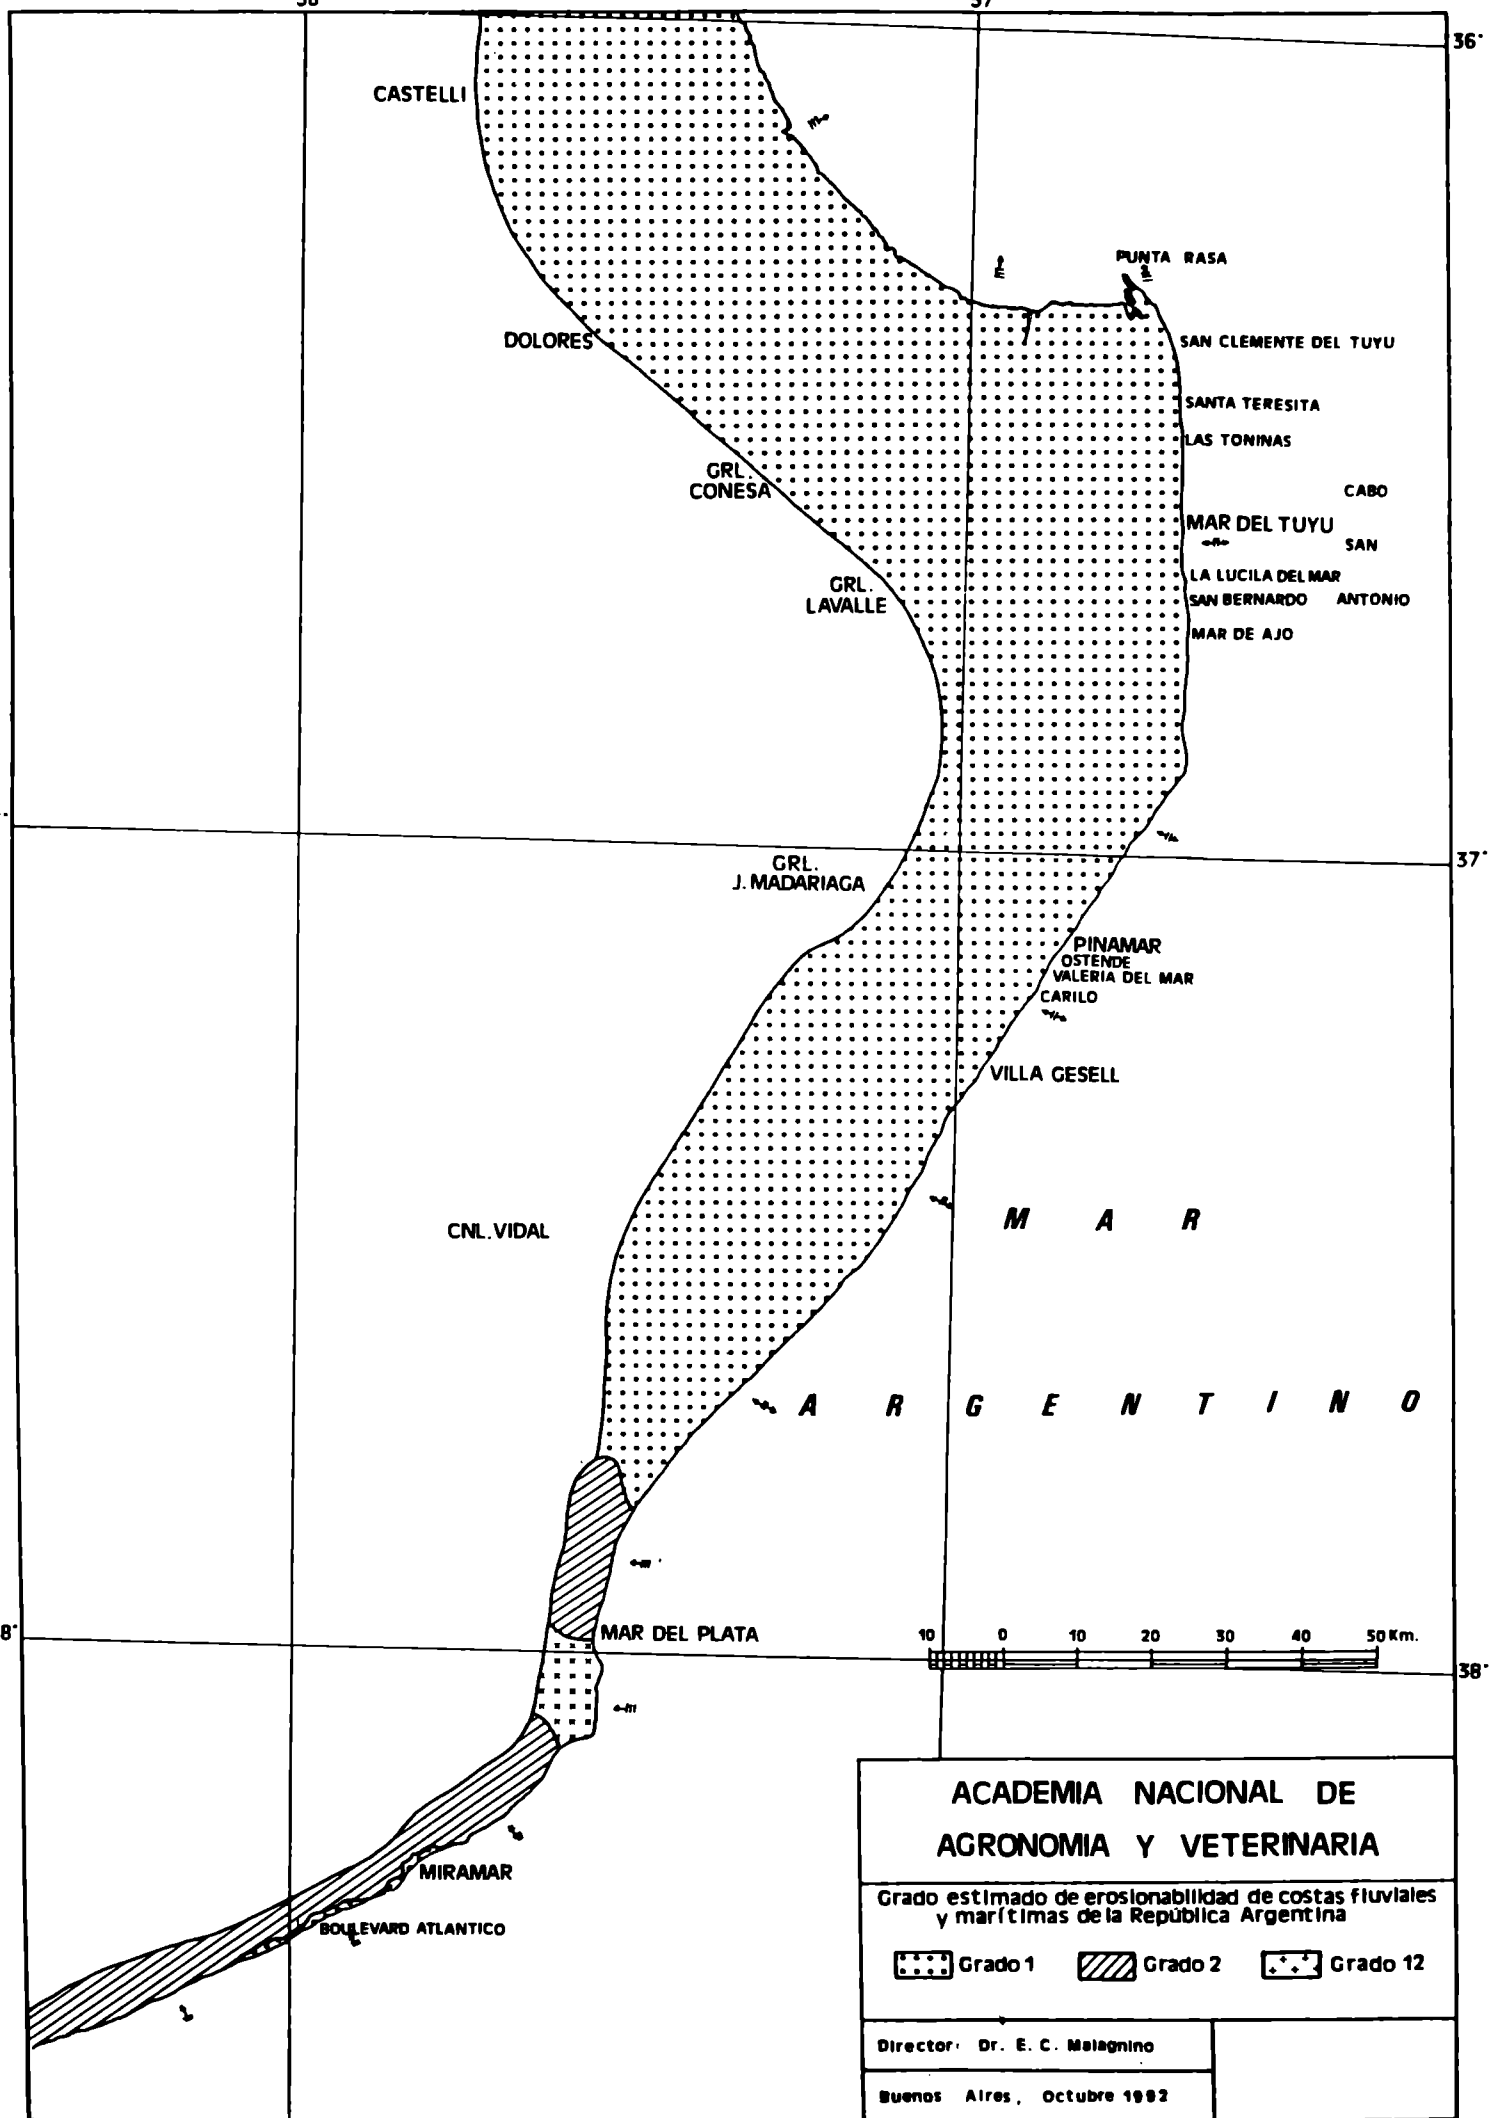 36°
CASTELLI
PUNTA RASA
DOLORES
SAN CLEMENTE DEL TUYU
SANTA TERESITA
LAS TONINAS
GRL.
CONESA
CABO
MAR DEL TUYU
SAN
GRL.
LAVALLE
LA LUCILA DEL MAR
SAN BERNARDO
ANTONIO
MAR DE AJO
37°
GRL.
J. MADARIAGA
PINAMAR
OSTENDE
VALERIA DEL MAR
CARILO
VILLA GESELL
CNL. VIDAL
MAR
ARGENTINO
8°
MAR DEL PLATA
10 0 10 20 30 40 50 Km.
38°
MIRAMAR
BOULEVARD ATLANTICO
ACADEMIA NACIONAL DE
AGRONOMIA Y VETERINARIA
Grado estimado de erosionabilidad de costas fluviales
y marítimas de la República Argentina
Grado 1
Grado 2
Grado 12
Director: Dr. E. C. Malagnino
Buenos Aires, Octubre 1992